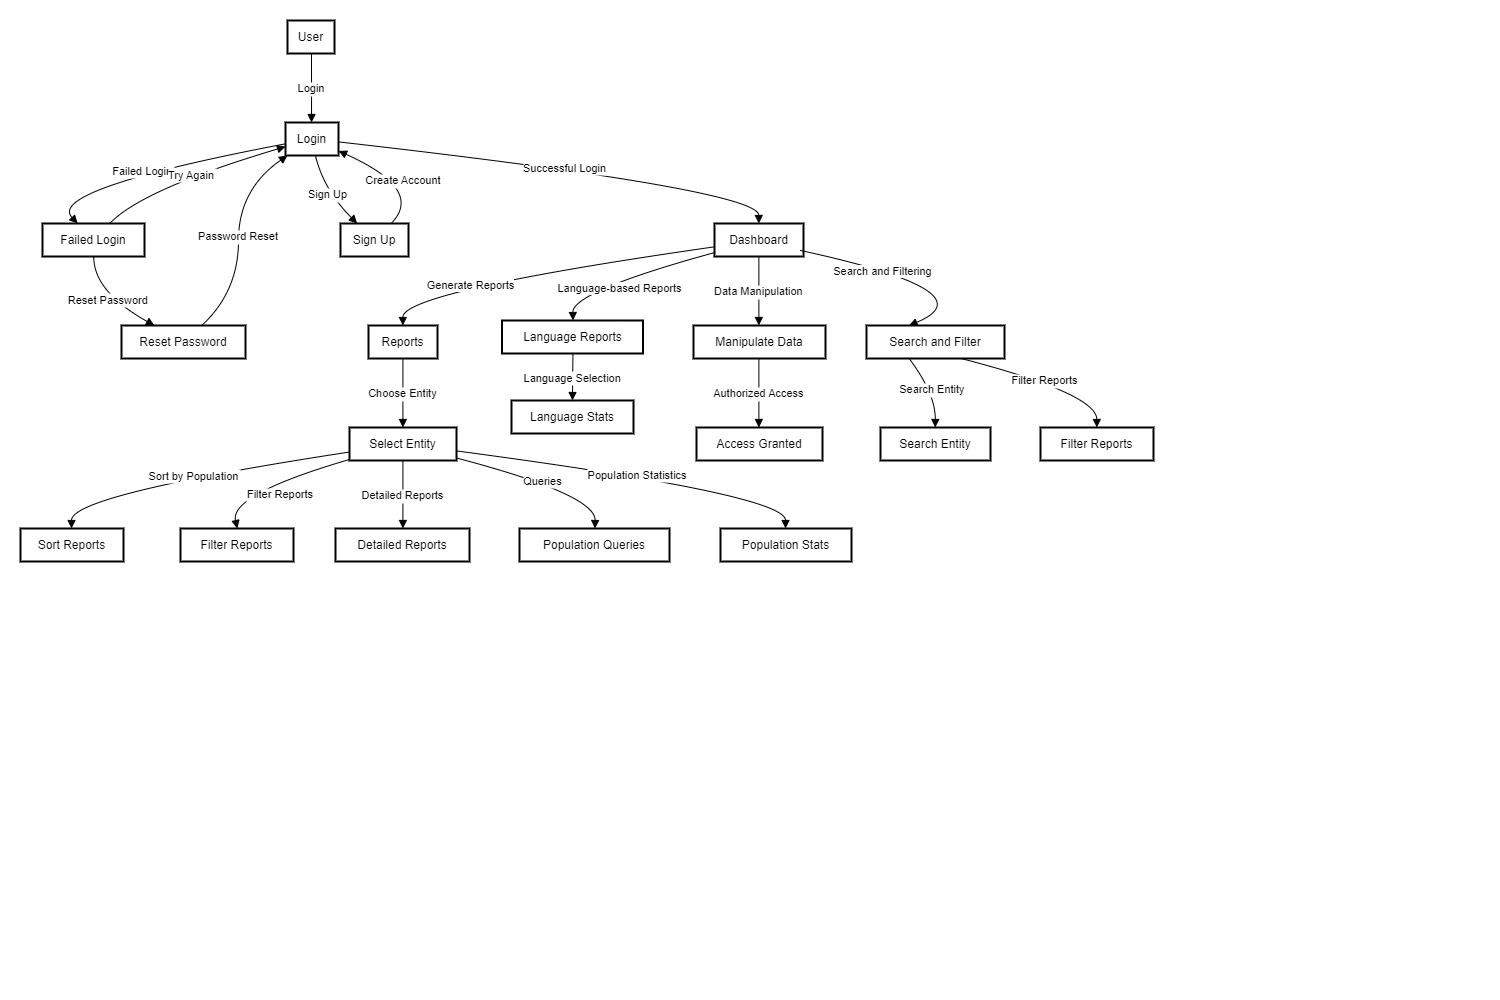 User
Login
Login
Failed Login
Try Again
Successful Login
Create Account
Sign Up
Password Reset
Failed Login
Sign Up
Dashboard
Search and Filtering
Generate Reports
Language-based Reports
Data Manipulation
Reset Password
Reset Password
Reports
Language Reports
Manipulate Data
Search and Filter
Language Selection
Filter Reports
Choose Entity
Authorized Access
Search Entity
Language Stats
Select Entity
Access Granted
Search Entity
Filter Reports
Sort by Population
Population Statistics
Queries
Filter Reports
Detailed Reports
Sort Reports
Filter Reports
Detailed Reports
Population Queries
Population Stats